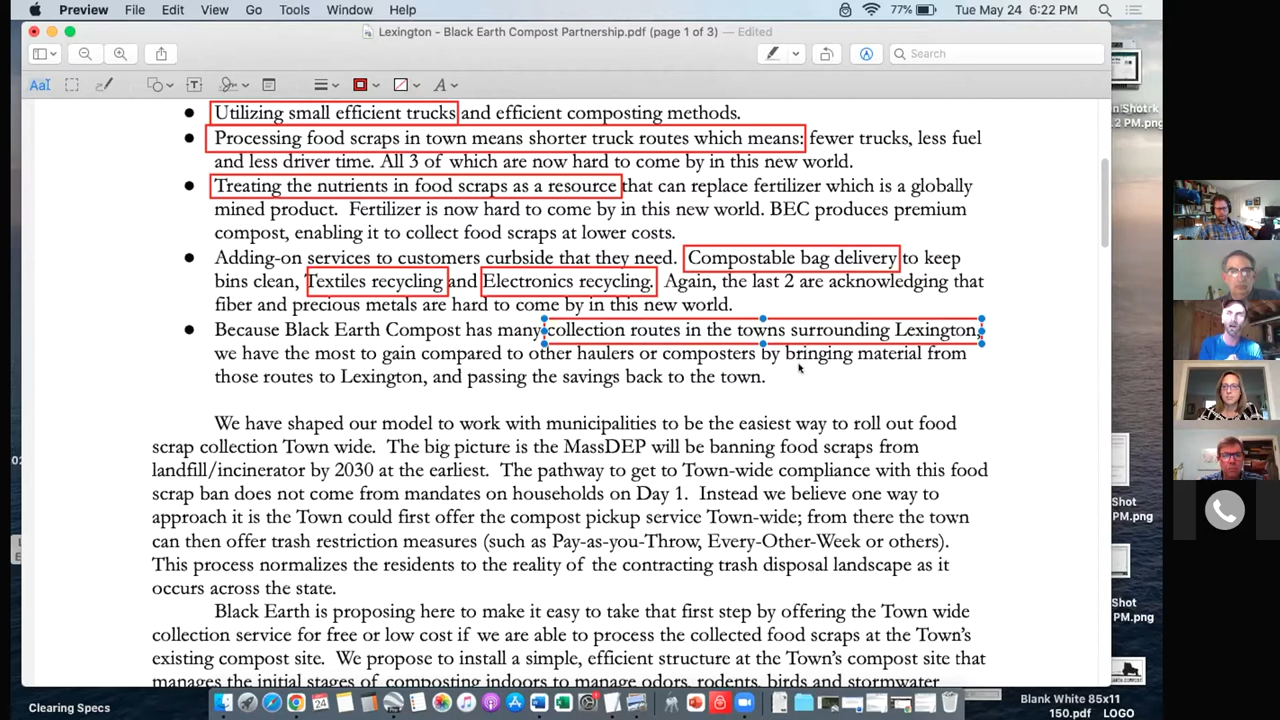 Preview File Edit View Go Tools Window Help 77% Tue May 24 6:22 PM
Lexington - Black Earth Compost Partnership.pdf (page 1 of 3) — Edited
Search
● Utilizing small efficient trucks and efficient composting methods.
● Processing food scraps in town means shorter truck routes which means: fewer trucks, less fuel
and less driver time. All 3 of which are now hard to come by in this new world.
● Treating the nutrients in food scraps as a resource that can replace fertilizer which is a globally
mined product. Fertilizer is now hard to come by in this new world. BEC produces premium
compost, enabling it to collect food scraps at lower costs.
● Adding-on services to customers curbside that they need. Compostable bag delivery to keep
bins clean, Textiles recycling and Electronics recycling. Again, the last 2 are acknowledging that
fiber and precious metals are hard to come by in this new world.
● Because Black Earth Compost has many collection routes in the towns surrounding Lexington,
we have the most to gain compared to other haulers or composters by bringing material from
those routes to Lexington, and passing the savings back to the town.
We have shaped our model to work with municipalities to be the easiest way to roll out food
scrap collection Town-wide. The big picture is the MassDEP will be banning food scraps from
landfill/incinerator by 2030 at the earliest. The pathway to get to Town-wide compliance with this food
scrap ban does not come from mandates on households on Day 1. Instead we believe one way to
approach it is the Town could first offer the compost pickup service Town-wide; from there the town
can then offer trash restriction methods (such as Pay-as-you-Throw, Every-Other-Week or others).
This process normalizes the residents to the reality of the contracting trash disposal landscape as it
occurs across the state.
Black Earth is proposing here to make it easy to take that first step by offering the Town wide
collection service for free or low cost if we are able to process the collected food scraps at the Town's
existing compost site. We propose to install a simple, efficient structure at the Town's compost site that
manages the initial stages of composting in
2 PM.png
Shot
PM.png
Shot
PM.png
Blank White 85x11
150.pdf LOGO
Clearing Specs